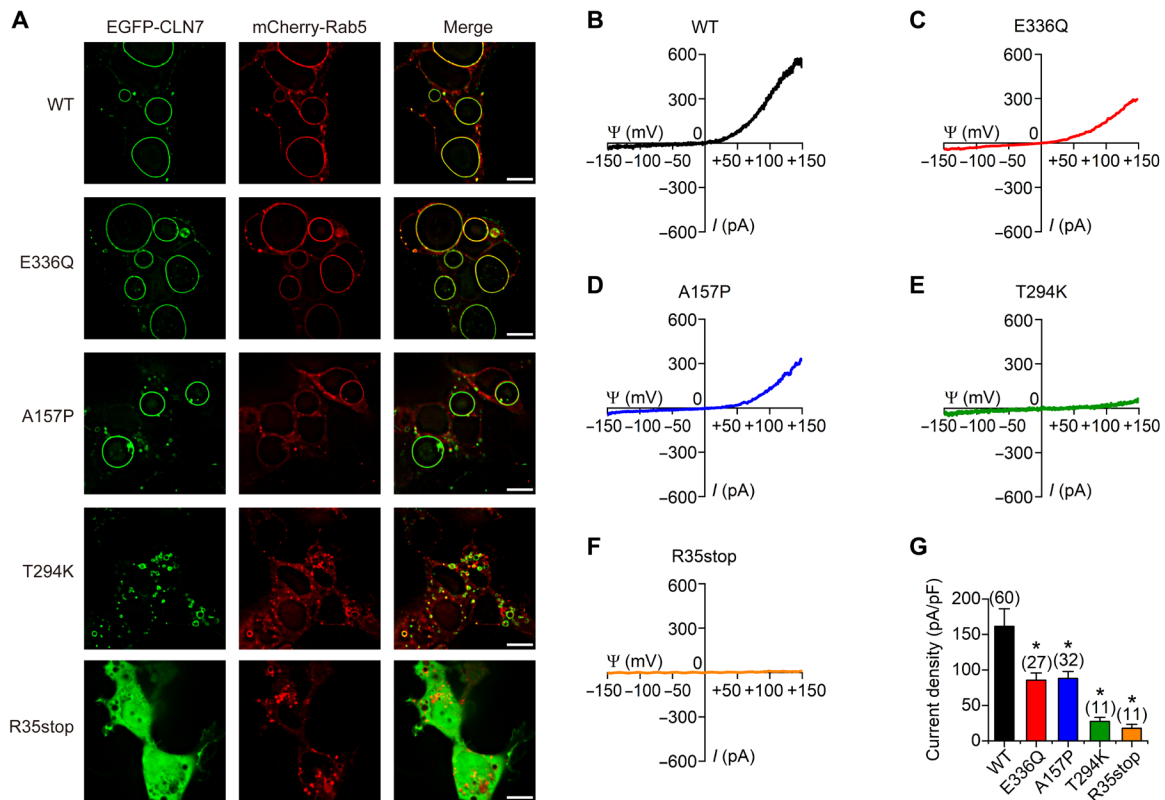 A
EGFP-CLN7
mCherry-Rab5
Merge
WT
E336Q
A157P
T294K
R35stop
B
WT
600
300
0
Ψ (mV)
−150 −100 −50 +50 +100 +150
−300
−600
I (pA)
C
E336Q
600
300
0
Ψ (mV)
−150 −100 −50 +50 +100 +150
−300
−600
I (pA)
D
A157P
600
300
0
Ψ (mV)
−150 −100 −50 +50 +100 +150
−300
−600
I (pA)
E
T294K
600
300
0
Ψ (mV)
−150 −100 −50 +50 +100 +150
−300
−600
I (pA)
F
R35stop
600
300
0
Ψ (mV)
−150 −100 −50 +50 +100 +150
−300
−600
I (pA)
G
Current density (pA/pF)
200
150
100
50
0
(60)
* (27)
* (32)
* (11)
* (11)
WT
E336Q
A157P
T294K
R35stop